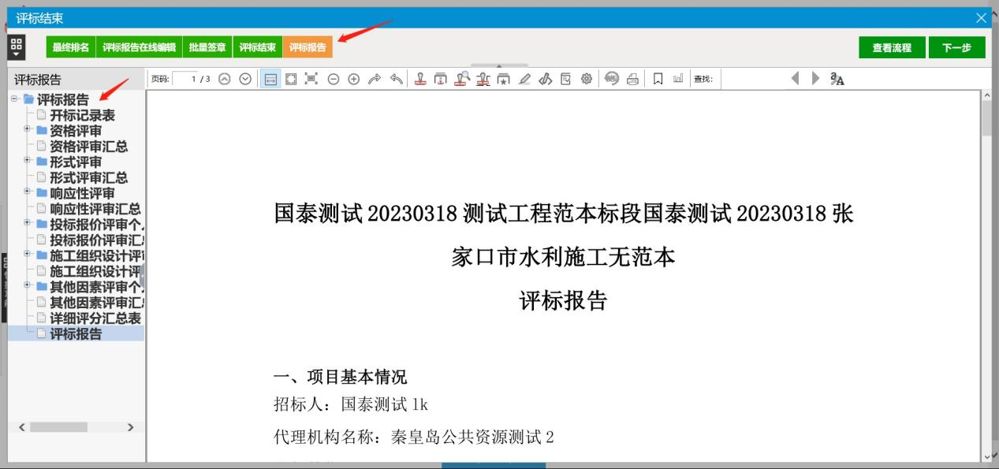 评标结束
最终排名 评标报告在线编辑 批量签章 评标结束 评标报告 查看流程 下一步
评标报告
页码: 1 / 3 查找:
评标报告
开标记录表
资格评审
资格评审汇总
形式评审
形式评审汇总
响应性评审
响应性评审汇总
投标报价评审个
投标报价评审汇
施工组织设计评
施工组织设计评
其他因素评审个
其他因素评审汇
详细评分汇总表
评标报告
国泰测试 20230318 测试工程范本标段国泰测试 20230318 张
家口市水利施工无范本
评标报告
一、项目基本情况
招标人：国泰测试 lk
代理机构名称：秦皇岛公共资源测试 2